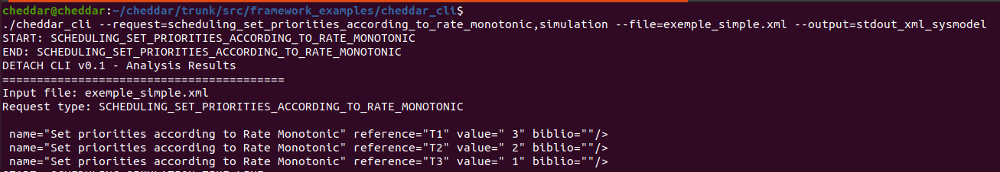 cheddar@cheddar:~/cheddar/trunk/src/framework_examples/cheddar_cli$
./cheddar_cli --request=scheduling_set_priorities_according_to_rate_monotonic,simulation --file=exemple_simple.xml --output=stdout_xml_sysmodel
START: SCHEDULING_SET_PRIORITIES_ACCORDING_TO_RATE_MONOTONIC
END: SCHEDULING_SET_PRIORITIES_ACCORDING_TO_RATE_MONOTONIC
DETACH CLI v0.1 - Analysis Results
=========================================
Input file: exemple_simple.xml
Request type: SCHEDULING_SET_PRIORITIES_ACCORDING_TO_RATE_MONOTONIC
name="Set priorities according to Rate Monotonic" reference="T1" value=" 3" biblio=""/>
name="Set priorities according to Rate Monotonic" reference="T2" value=" 2" biblio=""/>
name="Set priorities according to Rate Monotonic" reference="T3" value=" 1" biblio=""/>